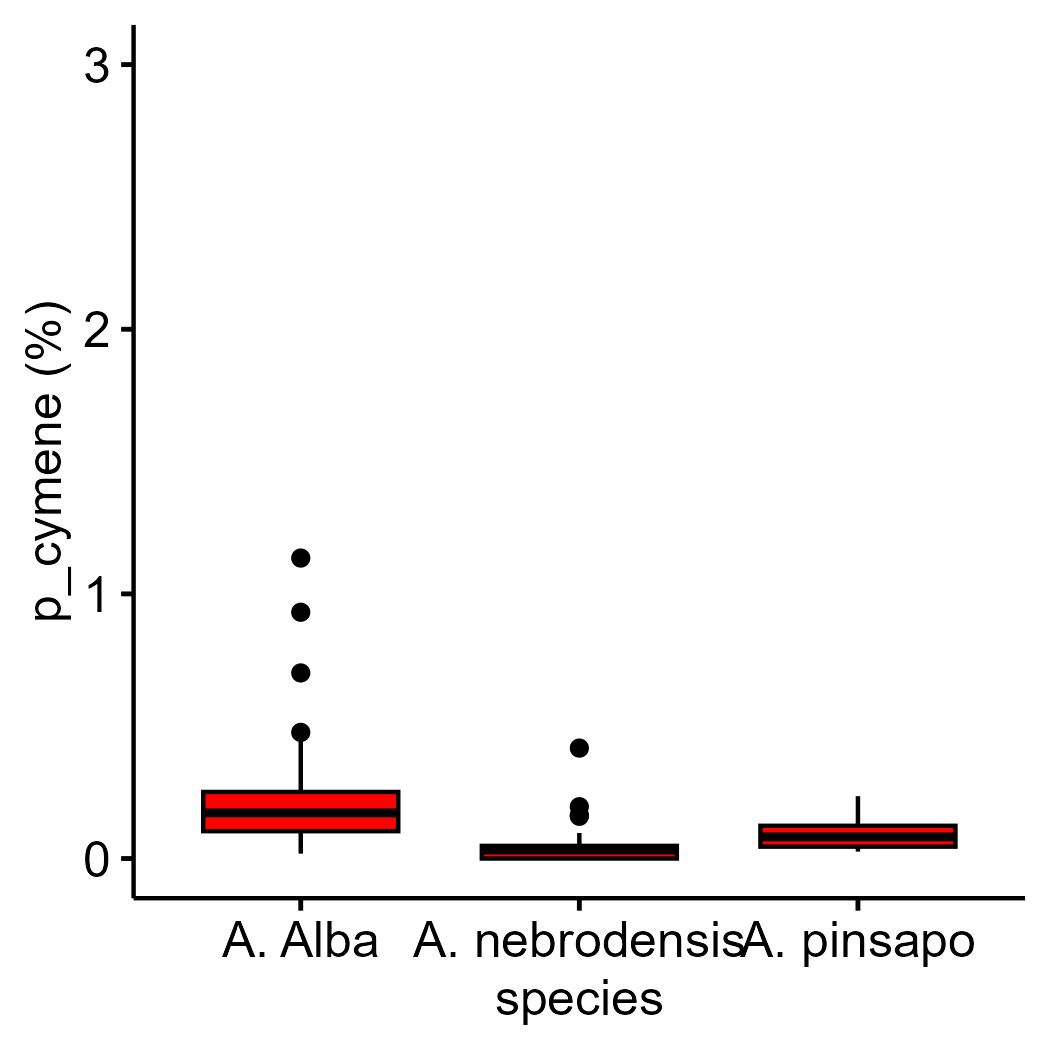 3
2
1
0
p_cymene (%)
A. Alba
A. nebrodensis
A. pinsapo
species